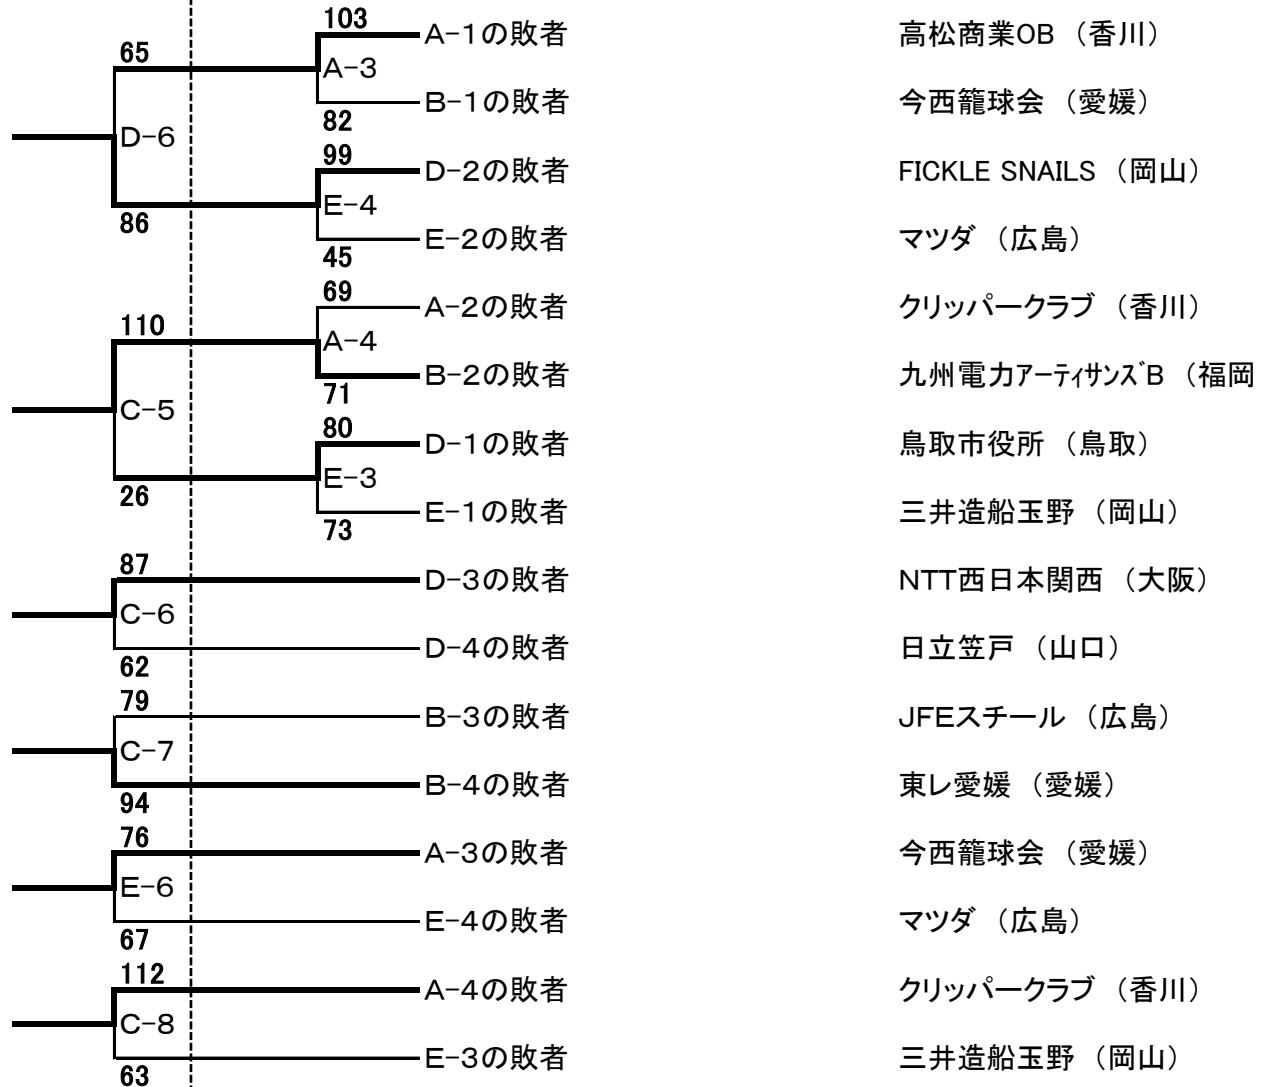 103
A-1の敗者 高松商業OB （香川）
65
A-3
B-1の敗者 今西籠球会 （愛媛）
82
D-6
99
D-2の敗者 FICKLE SNAILS （岡山）
E-4
86
E-2の敗者 マツダ （広島）
45
69
A-2の敗者 クリッパークラブ （香川）
110
A-4
B-2の敗者 九州電力ｱｰﾃｨｻﾝｽﾞB （福岡
71
C-5
80
D-1の敗者 鳥取市役所 （鳥取）
E-3
26
E-1の敗者 三井造船玉野 （岡山）
73
87
D-3の敗者 NTT西日本関西 （大阪）
C-6
D-4の敗者 日立笠戸 （山口）
62
79
B-3の敗者 JFEスチール （広島）
C-7
B-4の敗者 東レ愛媛 （愛媛）
94
76
A-3の敗者 今西籠球会 （愛媛）
E-6
E-4の敗者 マツダ （広島）
67
112
A-4の敗者 クリッパークラブ （香川）
C-8
E-3の敗者 三井造船玉野 （岡山）
63